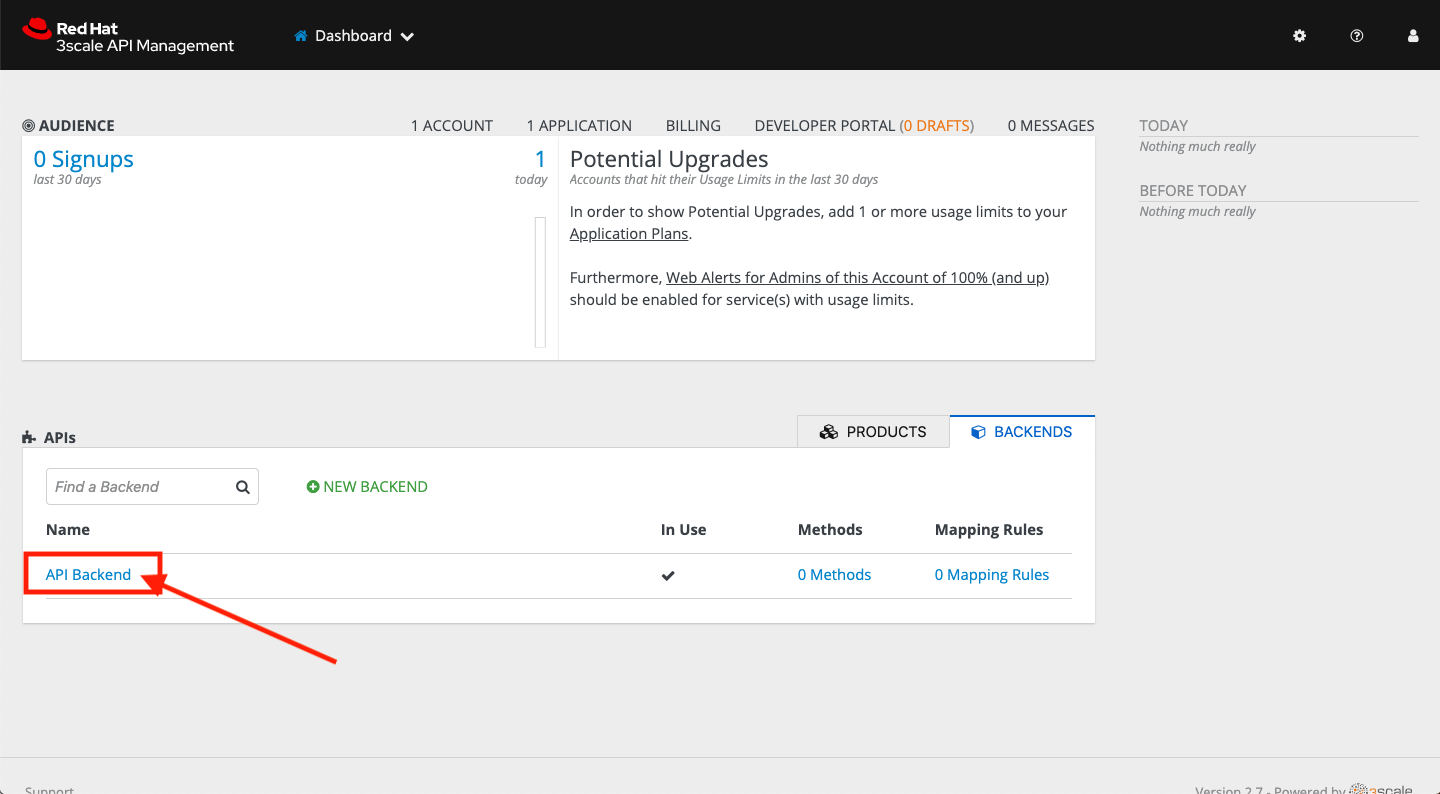 Red Hat
3scale API Management
Dashboard
AUDIENCE
1 ACCOUNT
1 APPLICATION
BILLING
DEVELOPER PORTAL (0 DRAFTS)
0 MESSAGES
0 Signups
last 30 days
1
today
Potential Upgrades
Accounts that hit their Usage Limits in the last 30 days
In order to show Potential Upgrades, add 1 or more usage limits to your
Application Plans.
Furthermore, Web Alerts for Admins of this Account of 100% (and up)
should be enabled for service(s) with usage limits.
TODAY
Nothing much really
BEFORE TODAY
Nothing much really
APIs
PRODUCTS
BACKENDS
Find a Backend
NEW BACKEND
Name
In Use
Methods
Mapping Rules
API Backend
0 Methods
0 Mapping Rules
Support
Version 2.7 - Powered by 3scale